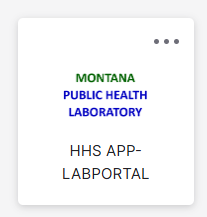 MONTANA
PUBLIC HEALTH
LABORATORY
HHS APP-
LABPORTAL